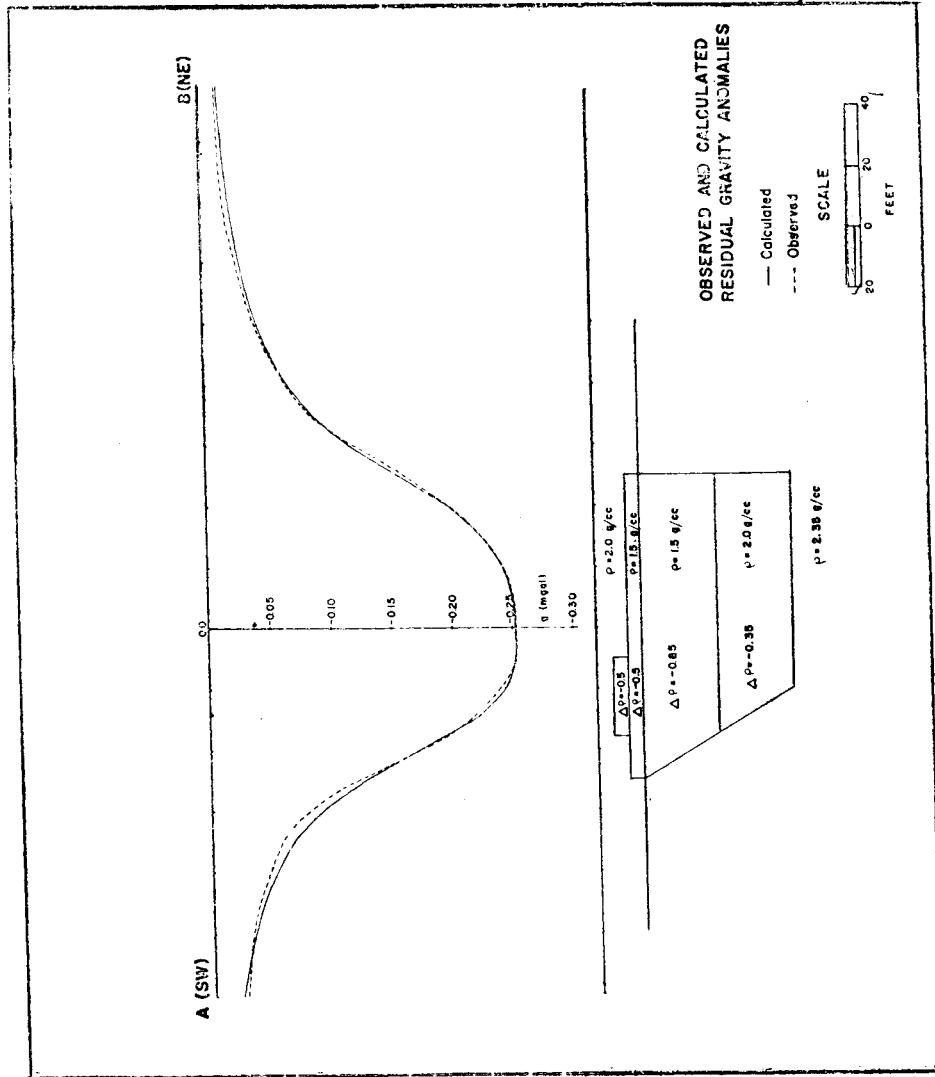 A (SW)
B (NE)
0.0
-0.05
-0.10
-0.15
-0.20
-0.25
g (mgal)
-0.30
ρ = 2.0 g/cc
Δρ=-0.5
Δρ=-0.5
ρ= 1.5 g/cc
Δρ=-0.85
ρ= 1.5 g/cc
Δρ=-0.35
ρ=2.0 g/cc
ρ = 2.35 g/cc
OBSERVED AND CALCULATED
RESIDUAL GRAVITY ANOMALIES
— Calculated
--- Observed
SCALE
20 0 20 40
FEET